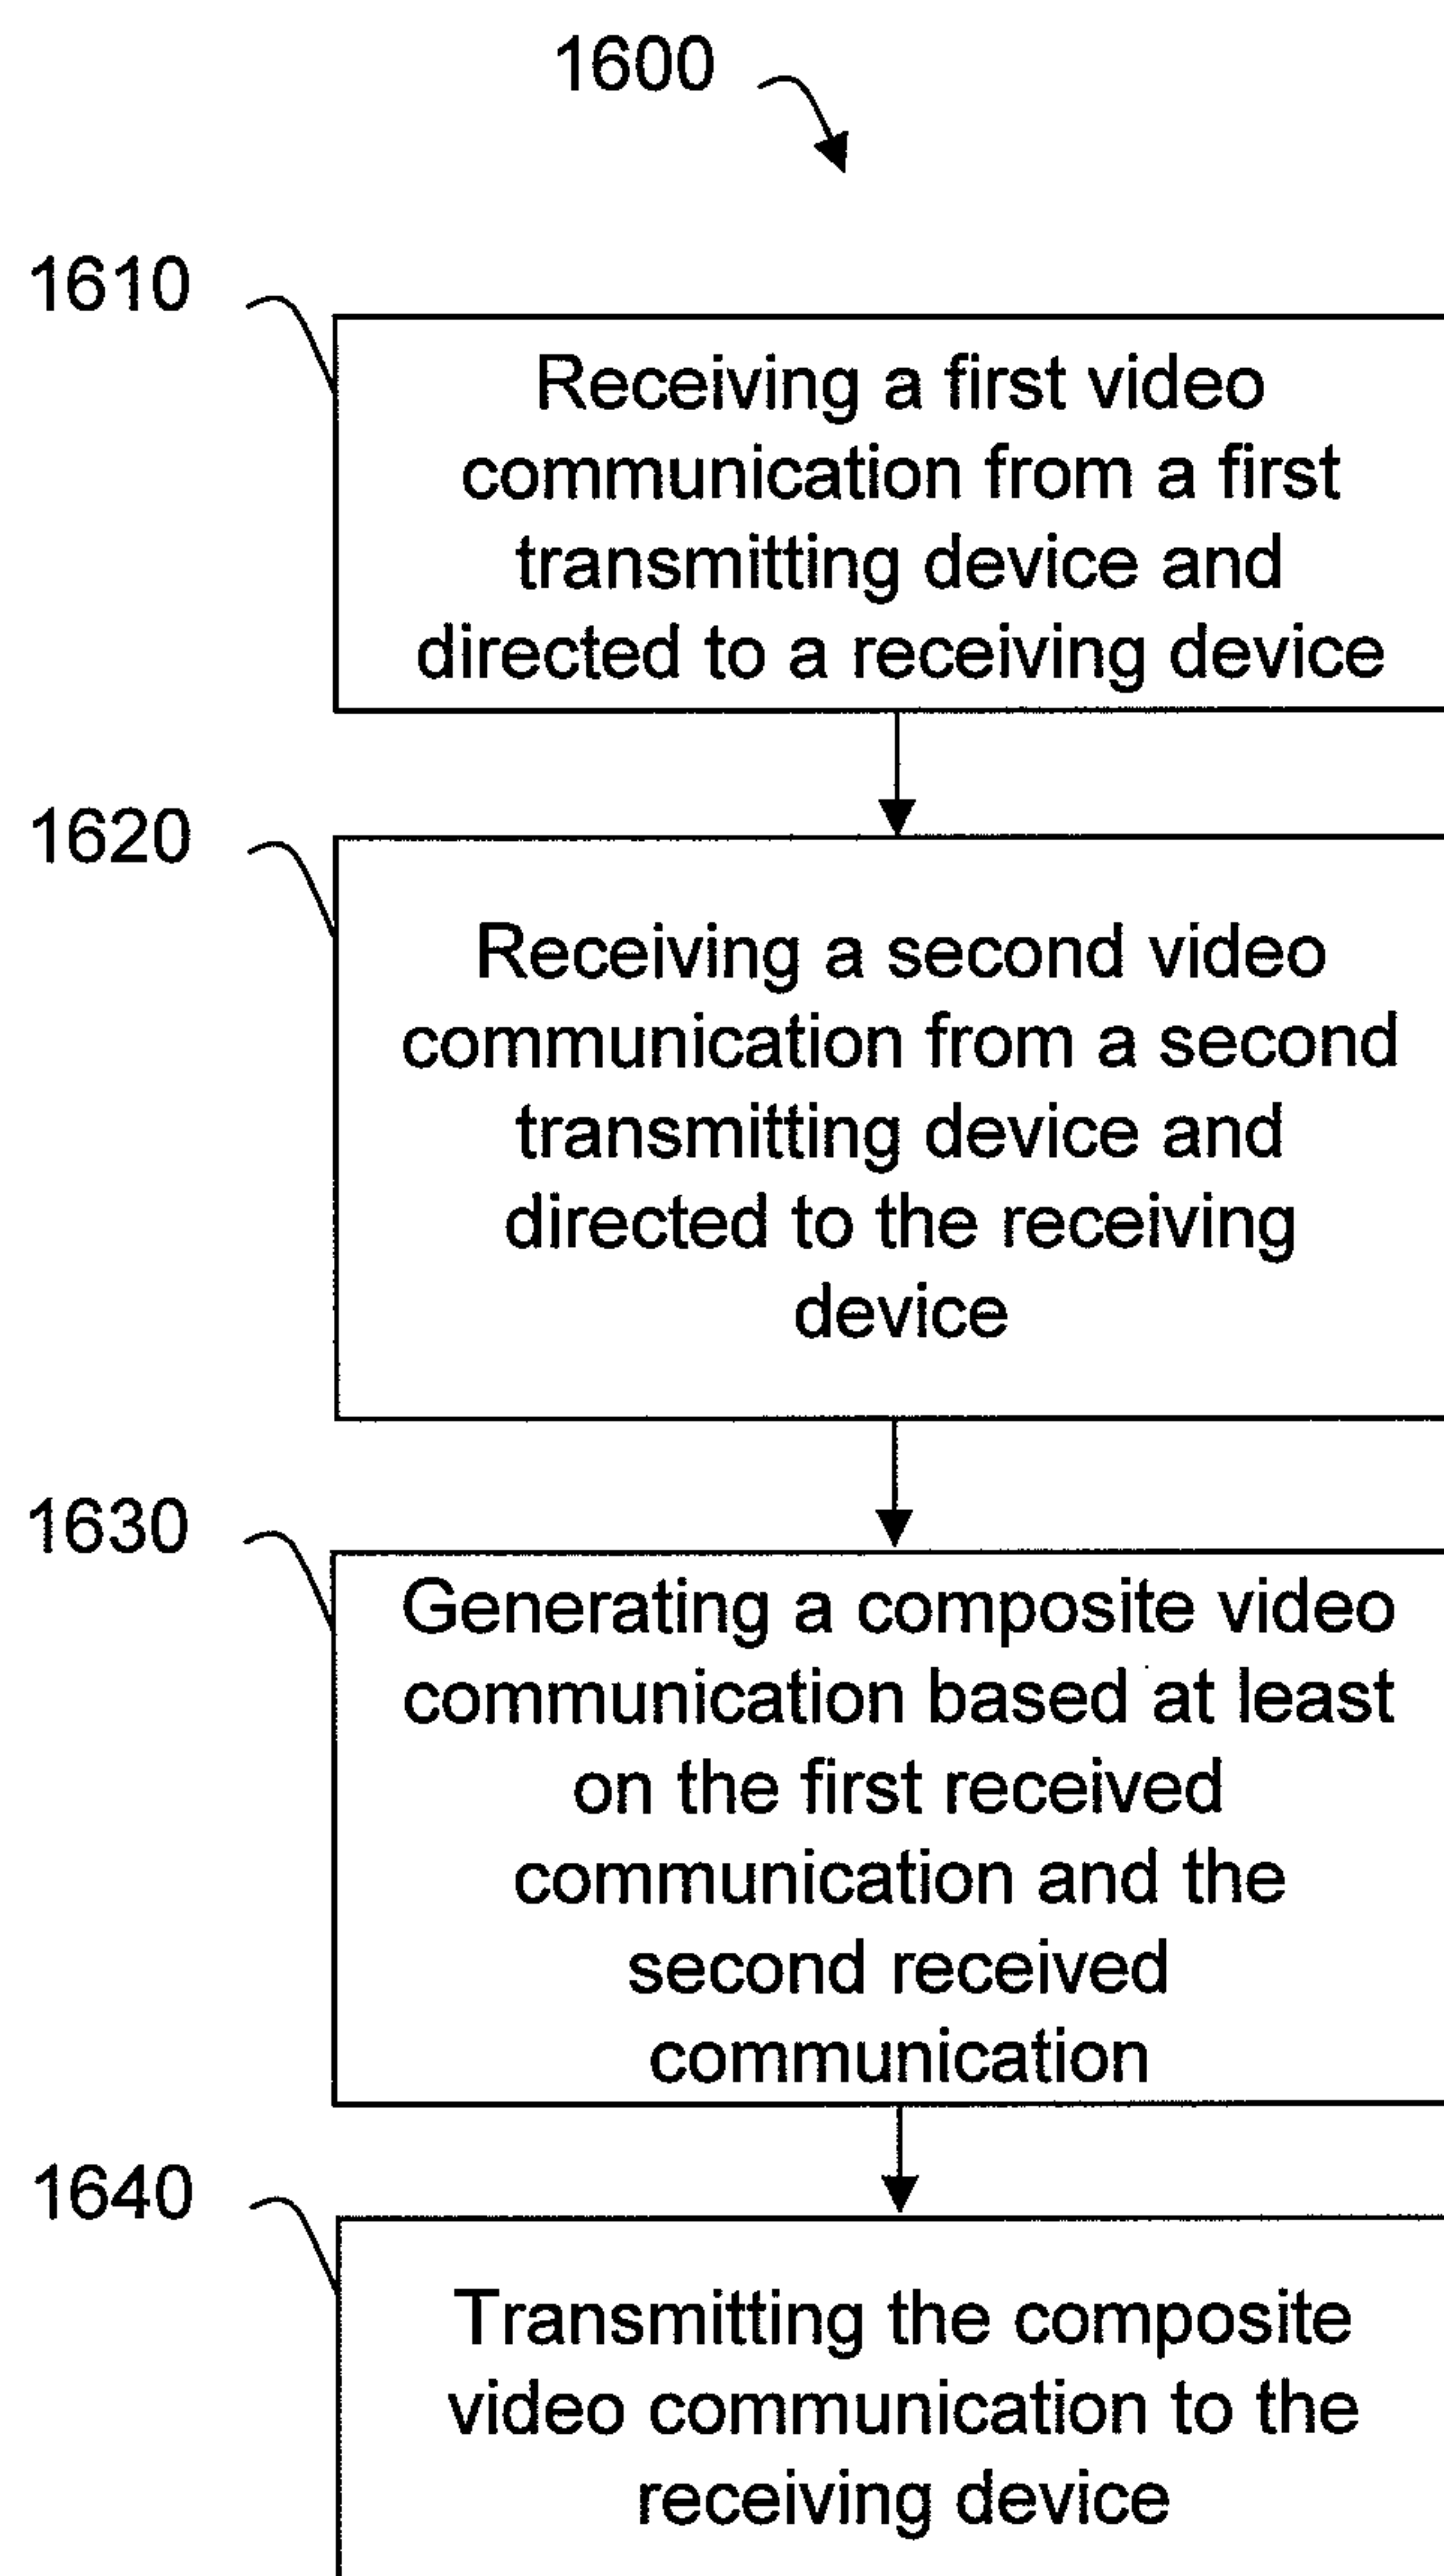 1600
1610
Receiving a first video
communication from a first
transmitting device and
directed to a receiving device
1620
Receiving a second video
communication from a second
transmitting device and
directed to the receiving
device
1630
Generating a composite video
communication based at least
on the first received
communication and the
second received
communication
1640
Transmitting the composite
video communication to the
receiving device